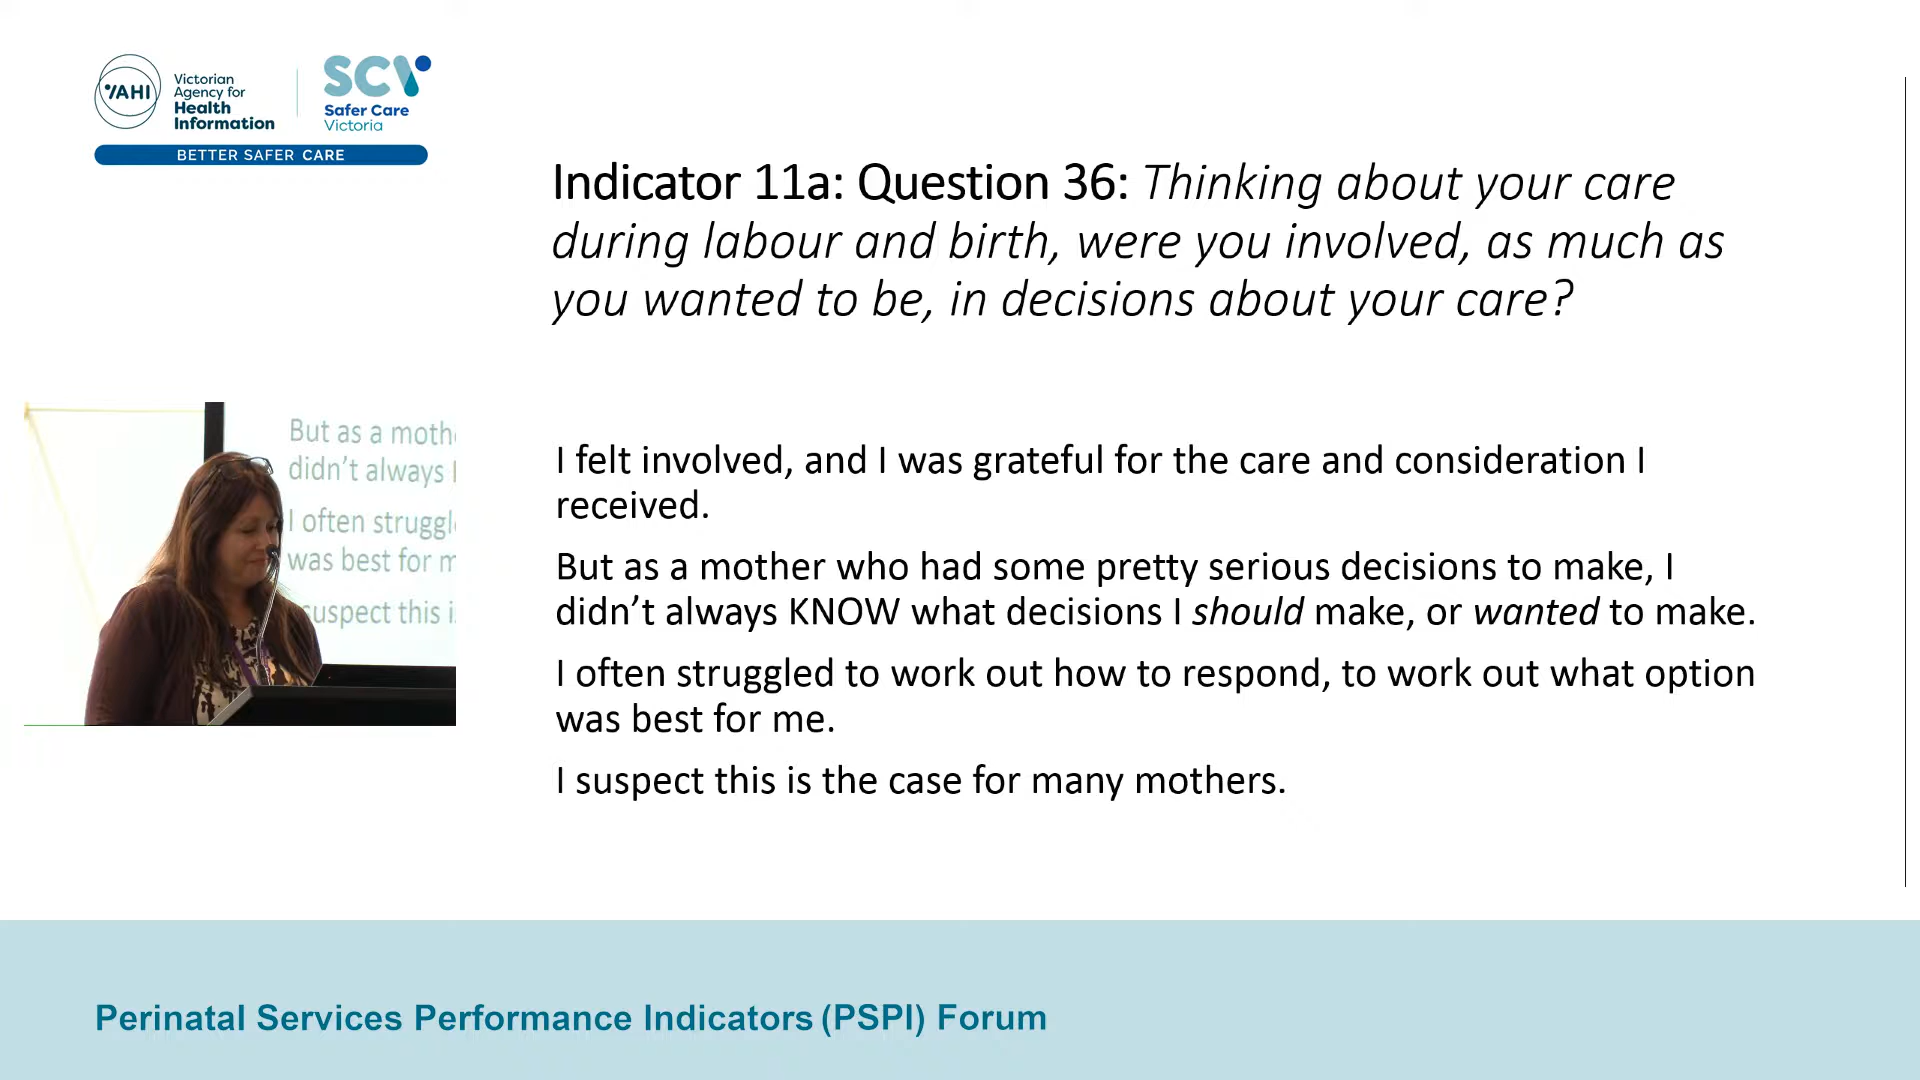 VAHI
Victorian
Agency for
Health
Information
SCV
Safer Care
Victoria
BETTER SAFER CARE
Indicator 11a: Question 36: Thinking about your care
during labour and birth, were you involved, as much as
you wanted to be, in decisions about your care?
But as a moth
didn’t always
I often struggl
was best for m
suspect this i
I felt involved, and I was grateful for the care and consideration I
received.
But as a mother who had some pretty serious decisions to make, I
didn’t always KNOW what decisions I should make, or wanted to make.
I often struggled to work out how to respond, to work out what option
was best for me.
I suspect this is the case for many mothers.
Perinatal Services Performance Indicators (PSPI) Forum